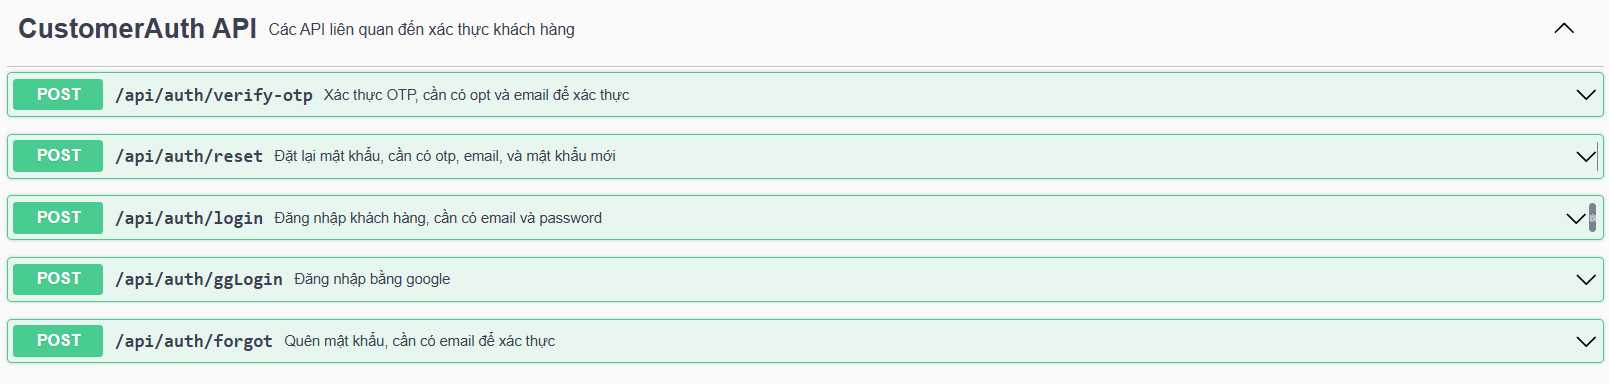 CustomerAuth API Các API liên quan đến xác thực khách hàng
POST /api/auth/verify-otp Xác thực OTP, cần có opt và email để xác thực
POST /api/auth/reset Đặt lại mật khẩu, cần có otp, email, và mật khẩu mới
POST /api/auth/login Đăng nhập khách hàng, cần có email và password
POST /api/auth/ggLogin Đăng nhập bằng google
POST /api/auth/forgot Quên mật khẩu, cần có email để xác thực